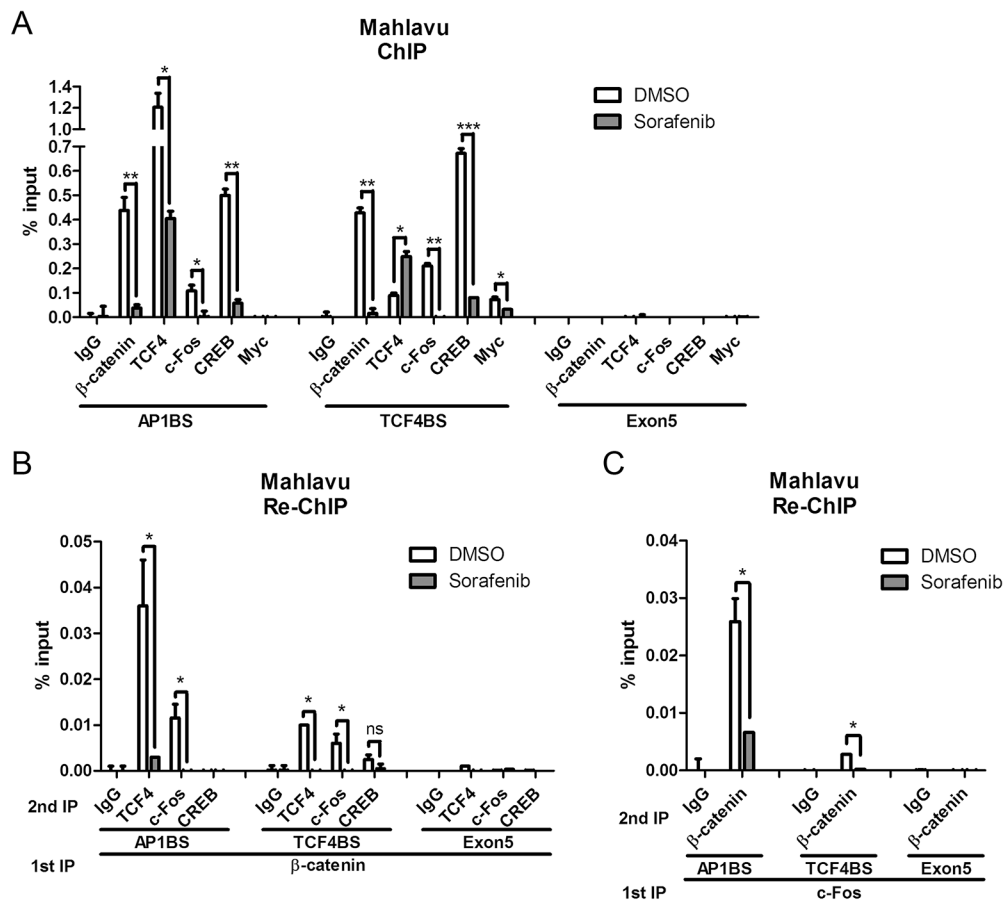 A
Mahlavu
ChIP
DMSO
Sorafenib
% input
1.4
1.2
1.0
0.7
0.6
0.5
0.4
0.3
0.2
0.1
0.0
** * * ** ** * ** *** *
IgG β-catenin TCF4 c-Fos CREB Myc IgG β-catenin TCF4 c-Fos CREB Myc IgG β-catenin TCF4 c-Fos CREB Myc
AP1BS TCF4BS Exon5
B
Mahlavu
Re-ChIP
DMSO
Sorafenib
% input
0.05
0.04
0.03
0.02
0.01
0.00
* * * * ns
2nd IP IgG TCF4 c-Fos CREB IgG TCF4 c-Fos CREB IgG TCF4 c-Fos CREB
AP1BS TCF4BS Exon5
1st IP β-catenin
C
Mahlavu
Re-ChIP
DMSO
Sorafenib
% input
0.04
0.03
0.02
0.01
0.00
* *
2nd IP IgG β-catenin IgG β-catenin IgG β-catenin
AP1BS TCF4BS Exon5
1st IP c-Fos